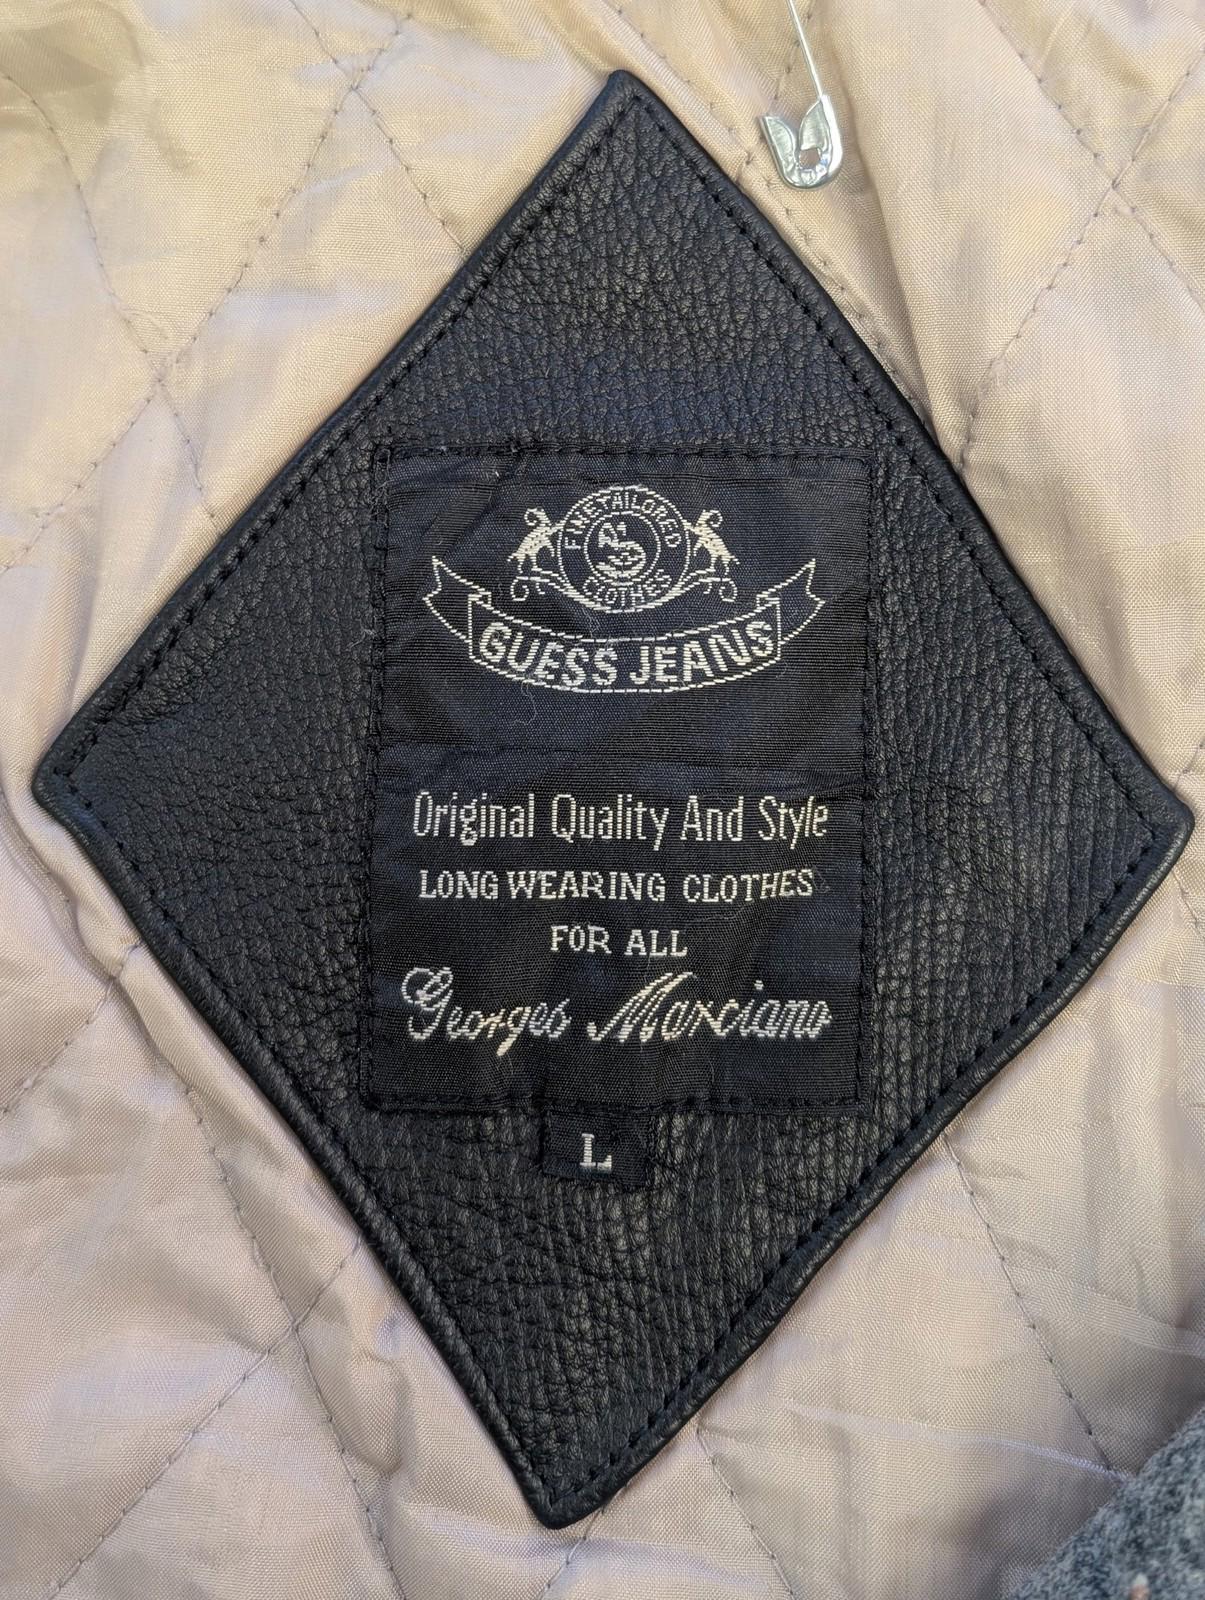 FINE TAILORED
CLOTHES
GUESS JEANS
Original Quality And Style
LONG WEARING CLOTHES
FOR ALL
Georges Marciano
L